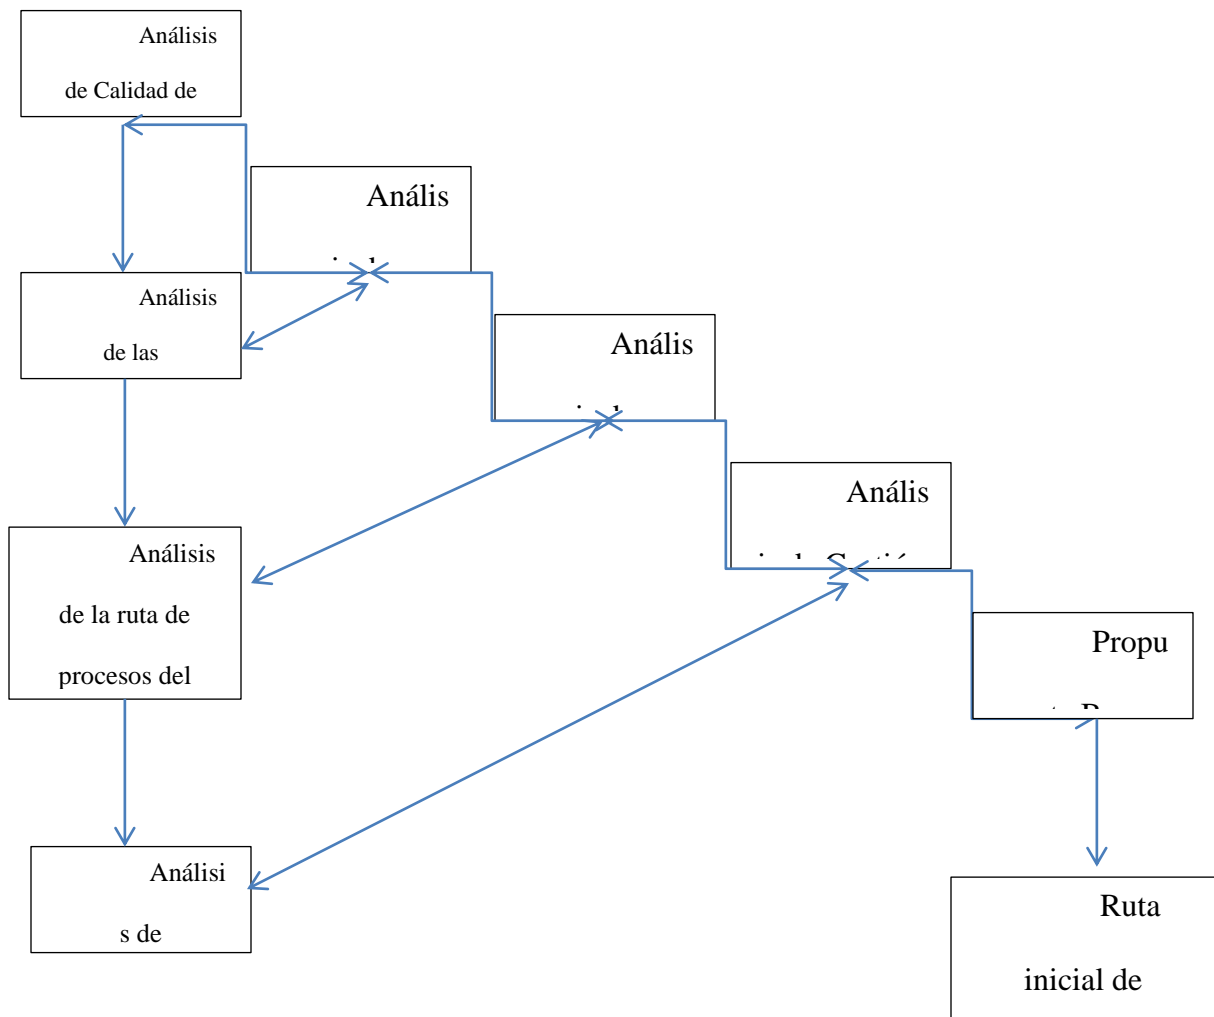 Análisis
de Calidad de
Anális
Análisis
de las
Anális
Anális
Análisis
de la ruta de
procesos del
Propu
Análisi
s de
Ruta
inicial de